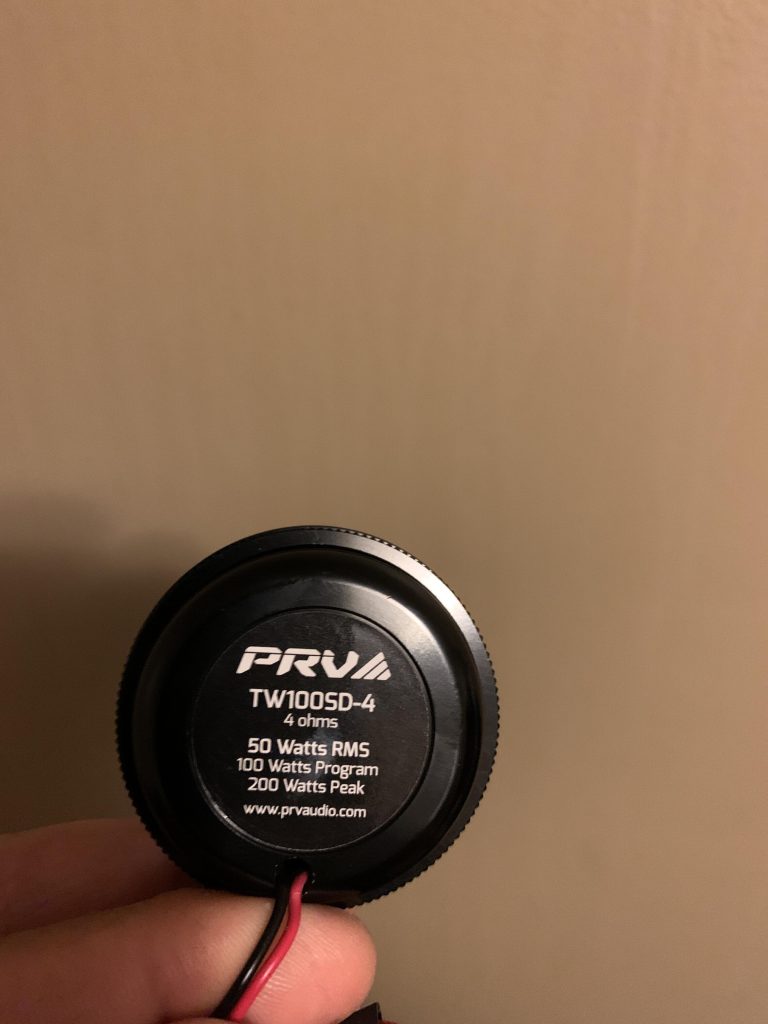 PRV
TW100SD-4
4 ohms
50 Watts RMS
100 Watts Program
200 Watts Peak
www.prvaudio.com